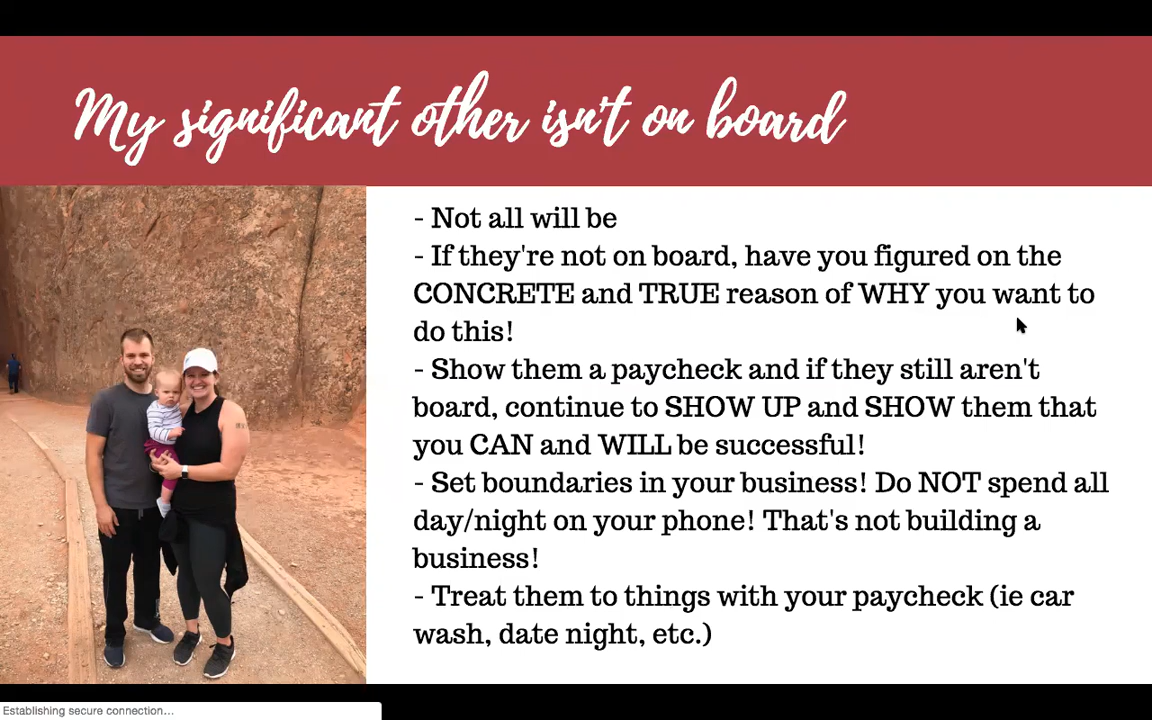 My significant other isn't on board
- Not all will be
- If they're not on board, have you figured on the
CONCRETE and TRUE reason of WHY you want to
do this!
- Show them a paycheck and if they still aren't
board, continue to SHOW UP and SHOW them that
you CAN and WILL be successful!
- Set boundaries in your business! Do NOT spend all
day/night on your phone! That's not building a
business!
- Treat them to things with your paycheck (ie car
wash, date night, etc.)
Establishing secure connection...